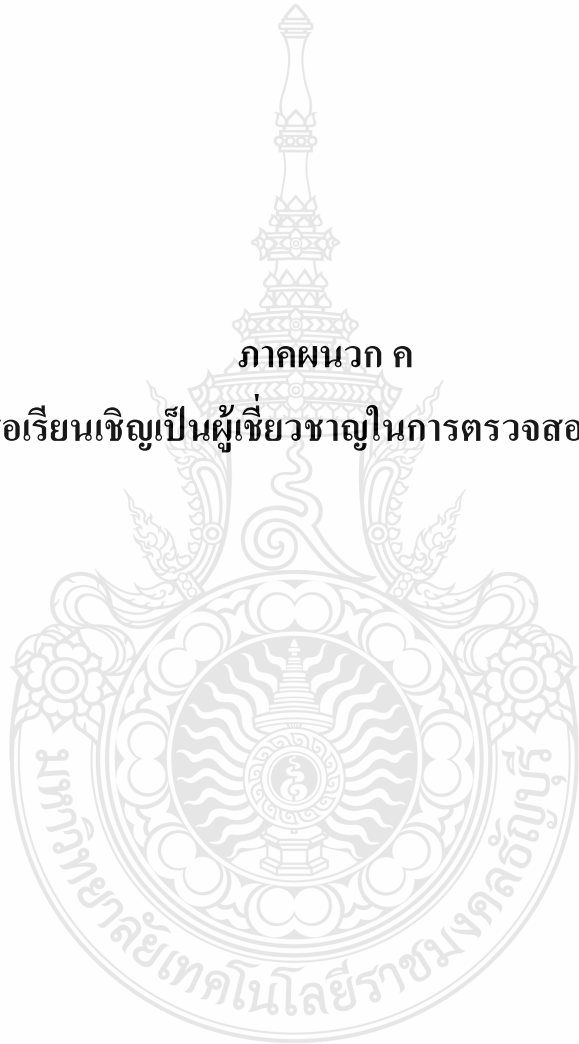 ภาคผนวก ค
อเรียนเชิญเป็นผู้เชี่ยวชาญในการตรวจสอ
มหาวิทยาลัยเทคโนโลยีราชมงคลธัญบุรี